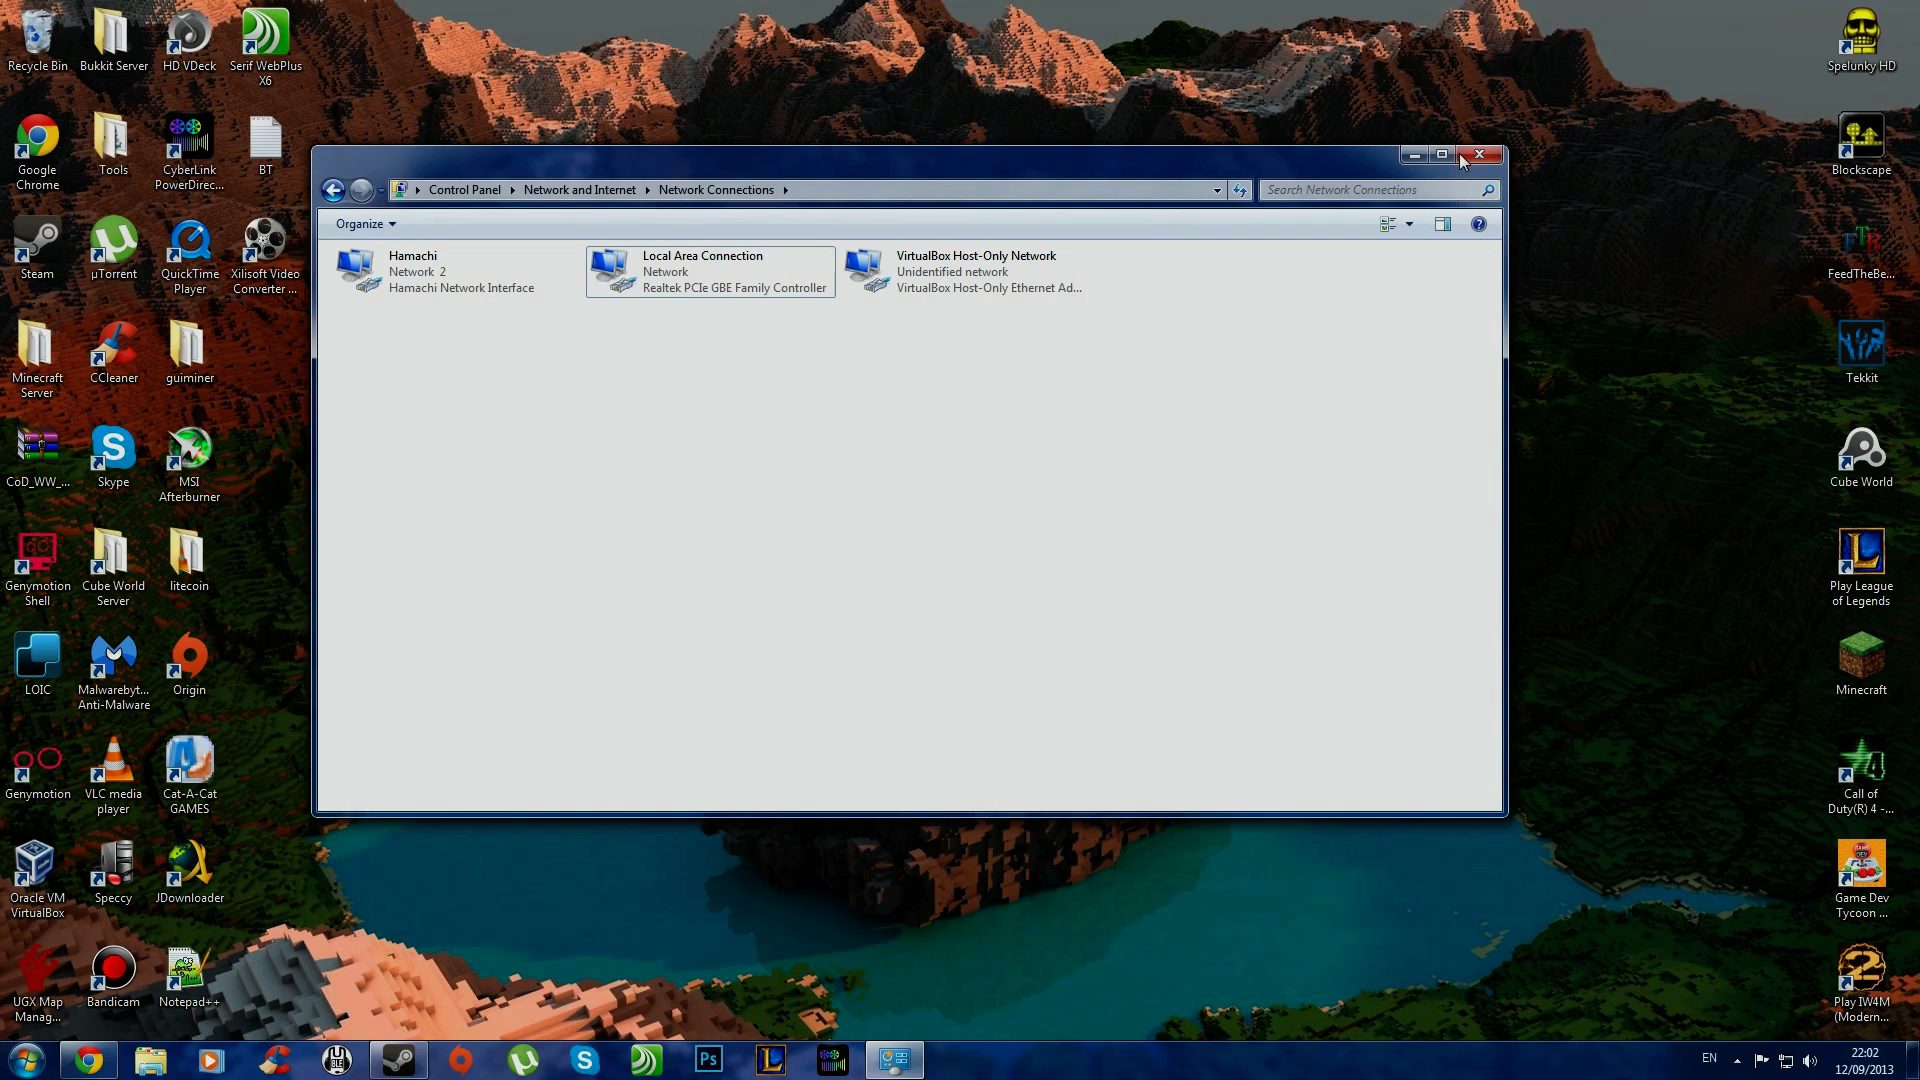 Recycle Bin
Bukkit Server
HD VDeck
Serif WebPlus
X6
Google
Chrome
Tools
CyberLink
PowerDirec...
BT
Steam
µTorrent
QuickTime
Player
Xilisoft Video
Converter ...
Minecraft
Server
CCleaner
guiminer
CoD_WW_...
Skype
MSI
Afterburner
Genymotion
Shell
Cube World
Server
litecoin
LOIC
Malwarebyt...
Anti-Malware
Origin
Genymotion
VLC media
player
Cat-A-Cat
GAMES
Oracle VM
VirtualBox
Speccy
JDownloader
UGX Map
Manag...
Bandicam
Notepad++
Control Panel
Network and Internet
Network Connections
Search Network Connections
Organize
Hamachi
Network 2
Hamachi Network Interface
Local Area Connection
Network
Realtek PCIe GBE Family Controller
VirtualBox Host-Only Network
Unidentified network
VirtualBox Host-Only Ethernet Ad...
Spelunky HD
Blockscape
FTB
FeedTheBe...
Tekkit
Cube World
Play League
of Legends
Minecraft
Call of
Duty(R) 4 -...
Game Dev
Tycoon ...
Play IW4M
(Modern...
Ps
EN
22:02
12/09/2013